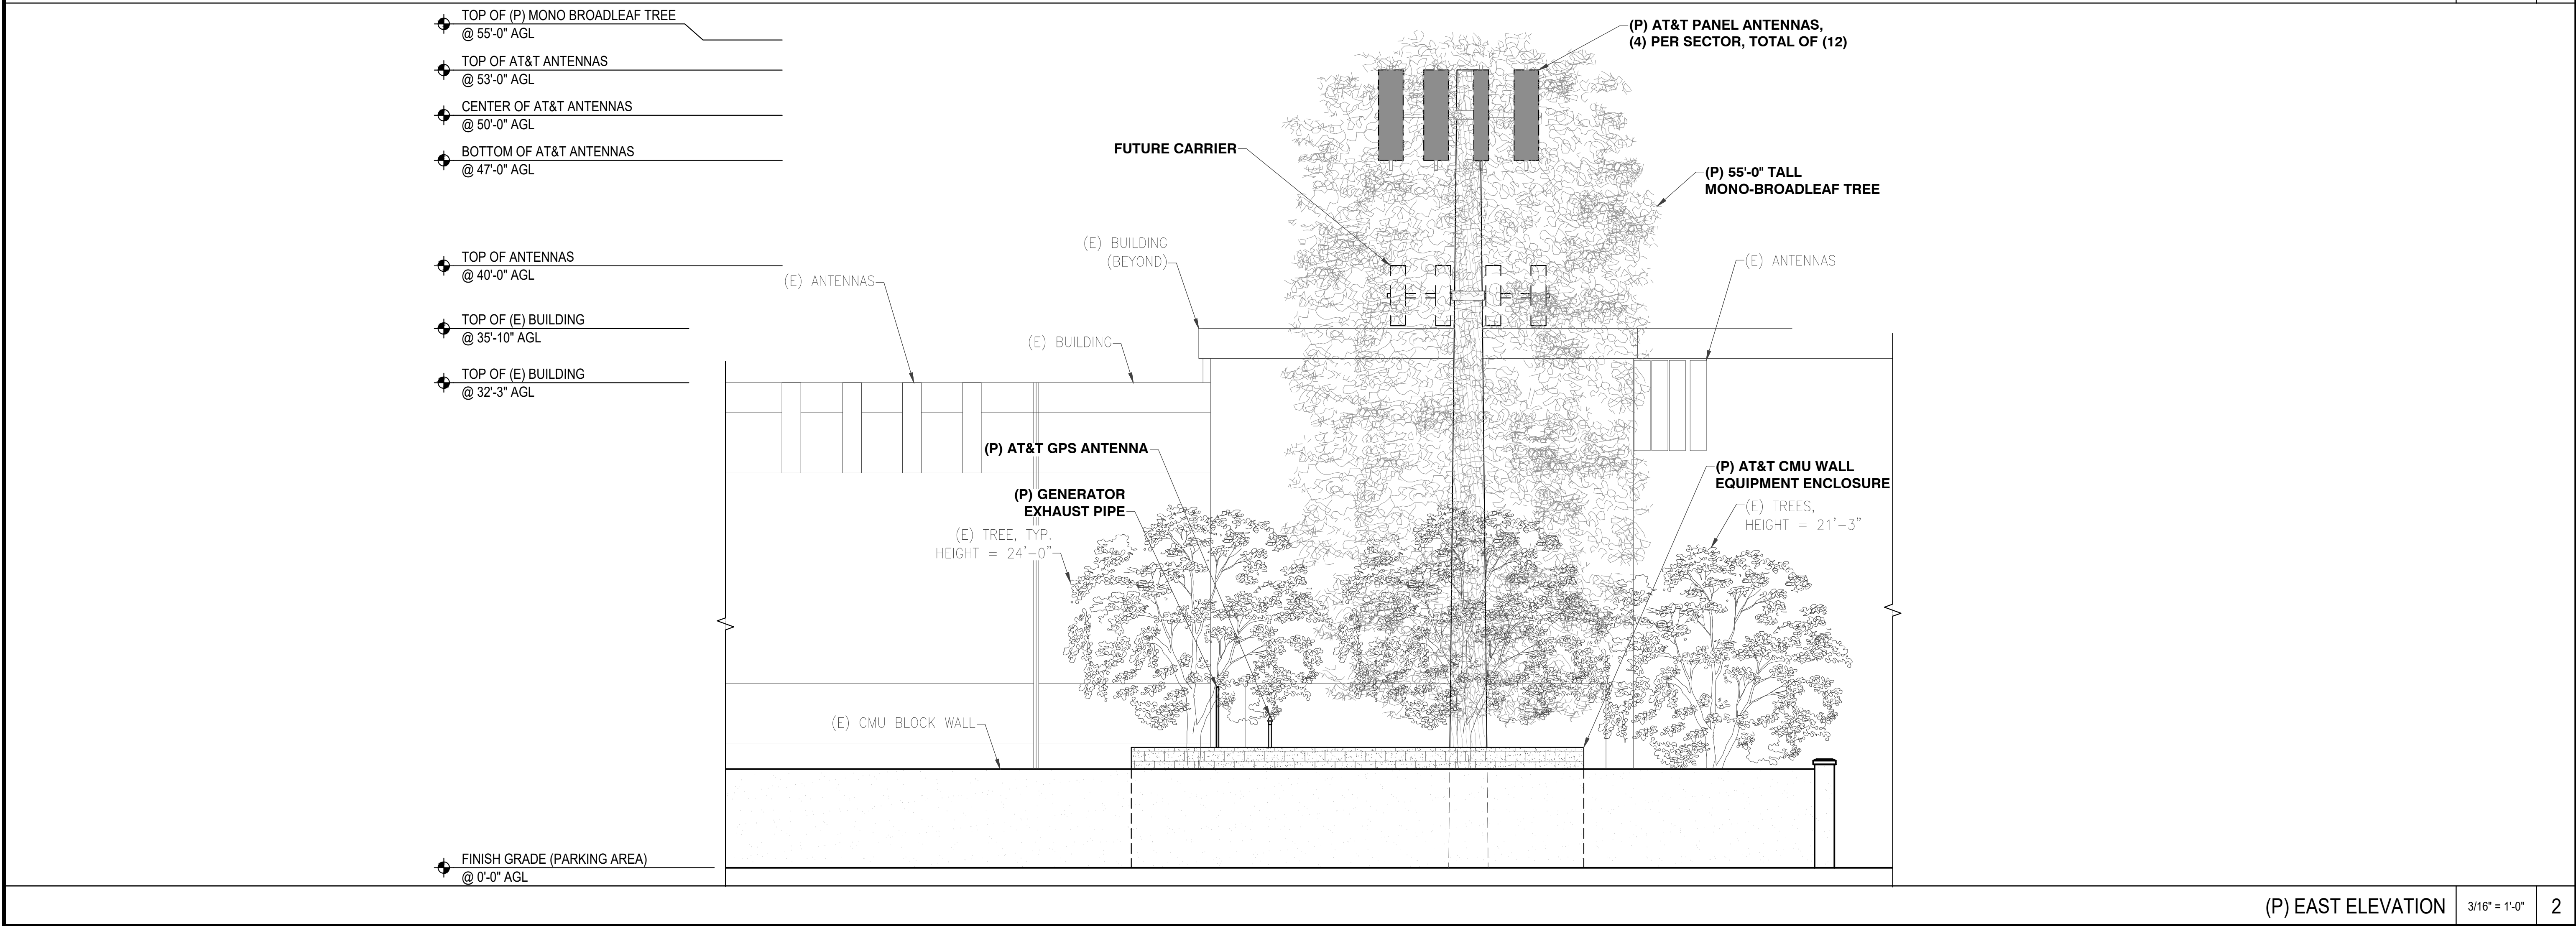 TOP OF (P) MONO BROADLEAF TREE
@ 55'-0" AGL
TOP OF AT&T ANTENNAS
@ 53'-0" AGL
CENTER OF AT&T ANTENNAS
@ 50'-0" AGL
BOTTOM OF AT&T ANTENNAS
@ 47'-0" AGL
TOP OF ANTENNAS
@ 40'-0" AGL
TOP OF (E) BUILDING
@ 35'-10" AGL
TOP OF (E) BUILDING
@ 32'-3" AGL
FINISH GRADE (PARKING AREA)
@ 0'-0" AGL
(P) AT&T PANEL ANTENNAS,
(4) PER SECTOR, TOTAL OF (12)
FUTURE CARRIER
(P) 55'-0" TALL
MONO-BROADLEAF TREE
(E) BUILDING
(BEYOND)
(E) ANTENNAS
(E) ANTENNAS
(E) BUILDING
(P) AT&T GPS ANTENNA
(P) GENERATOR
EXHAUST PIPE
(E) TREE, TYP.
HEIGHT = 24'-0"
(P) AT&T CMU WALL
EQUIPMENT ENCLOSURE
(E) TREES,
HEIGHT = 21'-3"
(E) CMU BLOCK WALL
(P) EAST ELEVATION
3/16" = 1'-0"
2